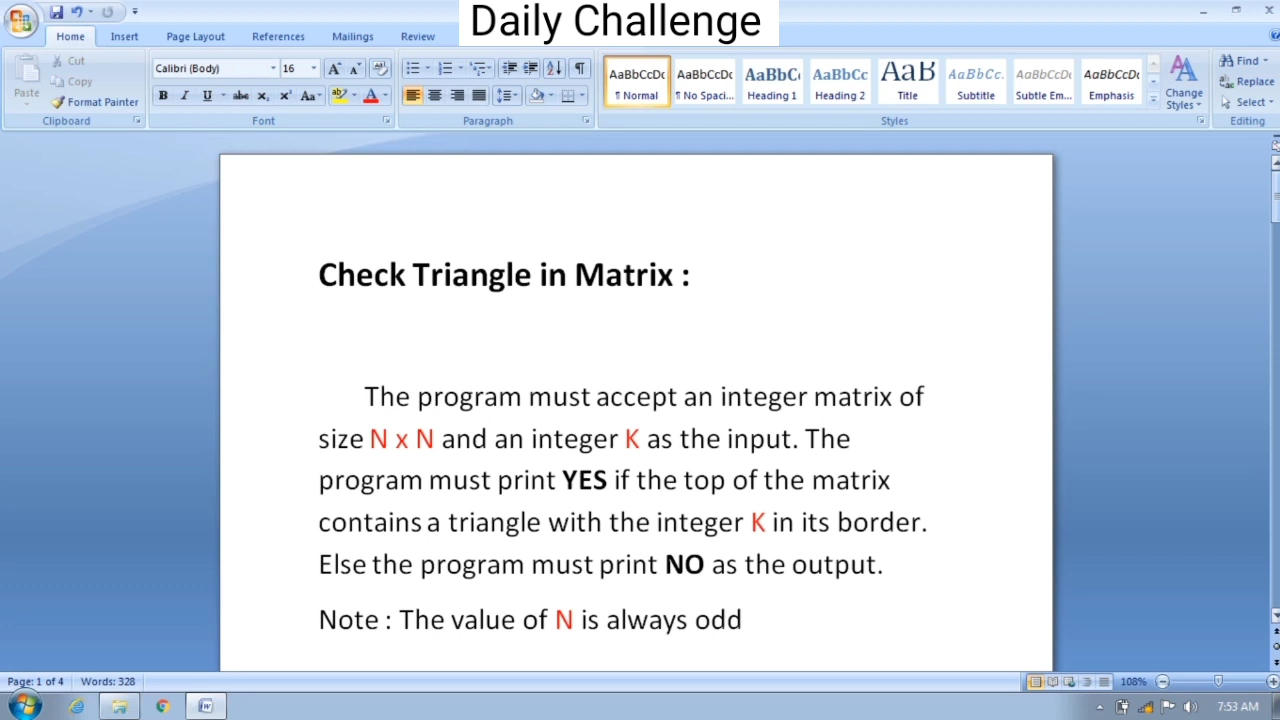 Daily Challenge
Home Insert Page Layout References Mailings Review
Paste
Cut
Copy
Format Painter
Clipboard
Calibri (Body) 16
Font
Paragraph
AaBbCcDc AaBbCcDc AaBbC AaBbCc AaB AaBbCc. AaBbCcDc AaBbCcDc
¶ Normal ¶ No Spaci... Heading 1 Heading 2 Title Subtitle Subtle Em... Emphasis
Change Styles
Styles
Find
Replace
Select
Editing
Check Triangle in Matrix :
The program must accept an integer matrix of
size N x N and an integer K as the input. The
program must print YES if the top of the matrix
contains a triangle with the integer K in its border.
Else the program must print NO as the output.
Note : The value of N is always odd
Page: 1 of 4 Words: 328 108%
7:53 AM